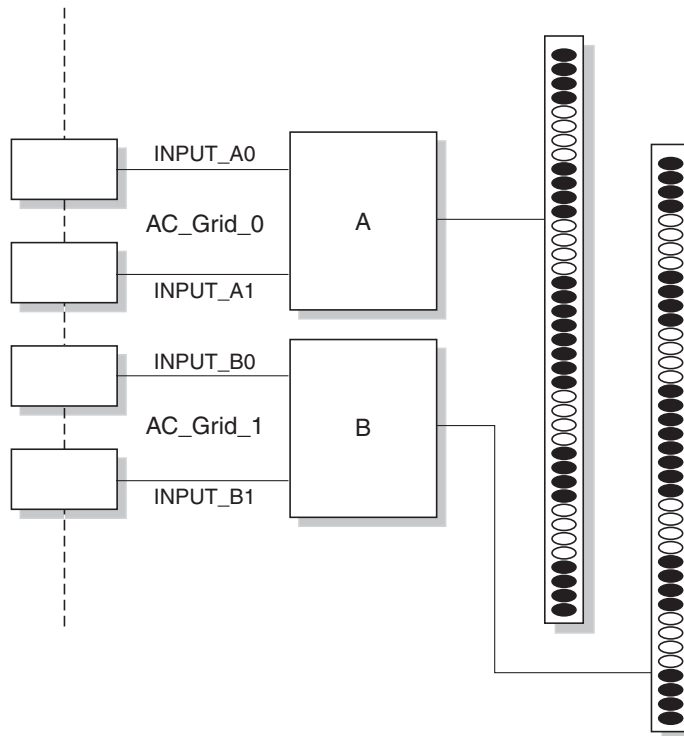 INPUT_A0
AC_Grid_0
A
INPUT_A1
INPUT_B0
AC_Grid_1
B
INPUT_B1